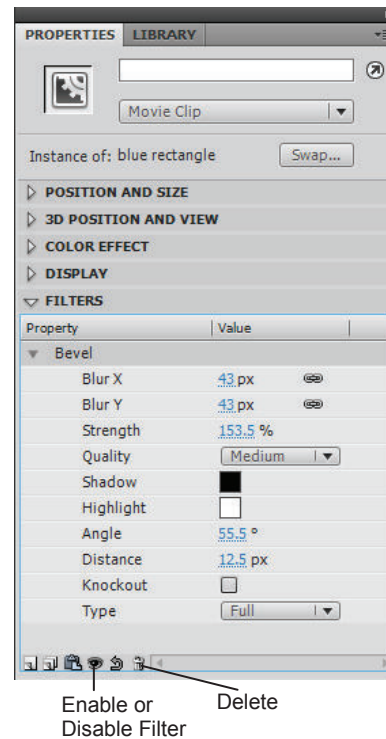 PROPERTIES LIBRARY
Movie Clip
Instance of: blue rectangle Swap...
POSITION AND SIZE
3D POSITION AND VIEW
COLOR EFFECT
DISPLAY
FILTERS
Property Value
Bevel
Blur X 43 px
Blur Y 43 px
Strength 153.5 %
Quality Medium
Shadow
Highlight
Angle 55.5 °
Distance 12.5 px
Knockout
Type Full
Enable or Delete
Disable Filter